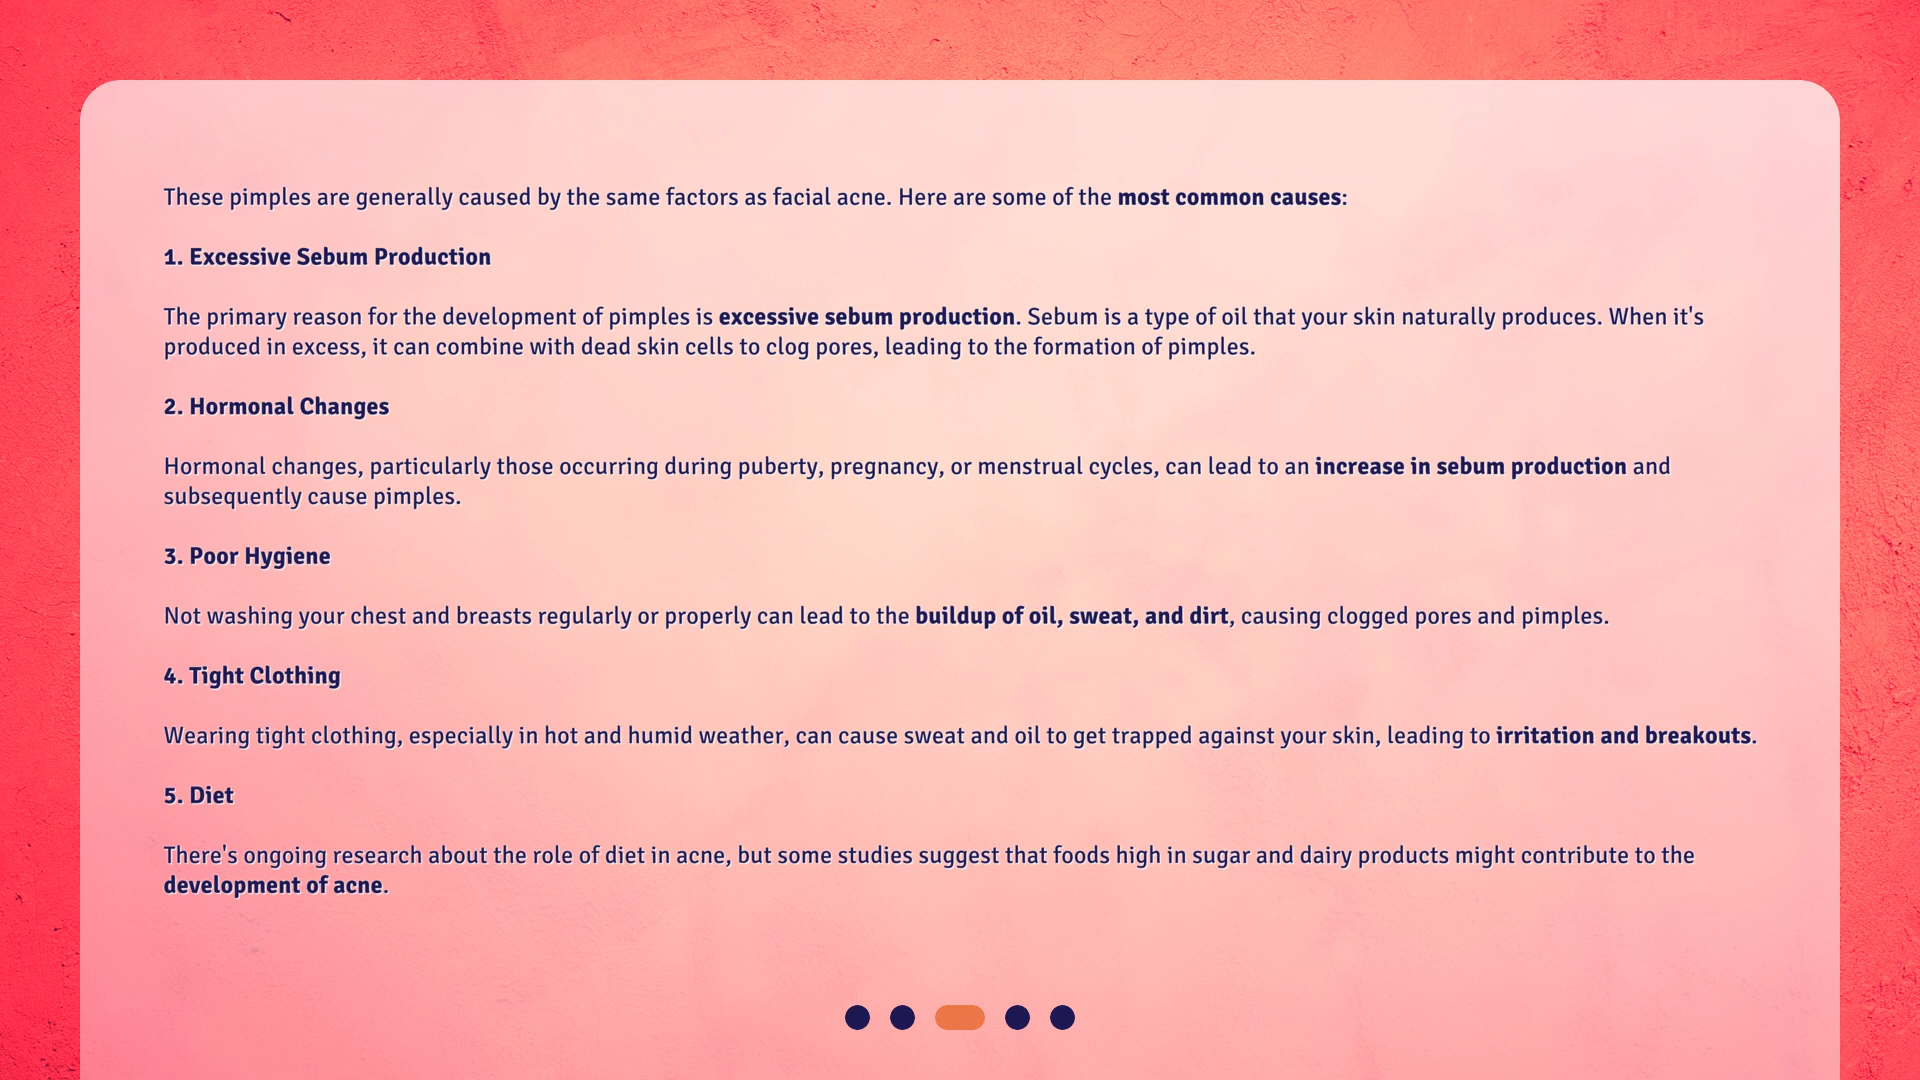 These pimples are generally caused by the same factors as facial acne. Here are some of the most common causes:
1. Excessive Sebum Production
The primary reason for the development of pimples is excessive sebum production. Sebum is a type of oil that your skin naturally produces. When it's
produced in excess, it can combine with dead skin cells to clog pores, leading to the formation of pimples.
2. Hormonal Changes
Hormonal changes, particularly those occurring during puberty, pregnancy, or menstrual cycles, can lead to an increase in sebum production and
subsequently cause pimples.
3. Poor Hygiene
Not washing your chest and breasts regularly or properly can lead to the buildup of oil, sweat, and dirt, causing clogged pores and pimples.
4. Tight Clothing
Wearing tight clothing, especially in hot and humid weather, can cause sweat and oil to get trapped against your skin, leading to irritation and breakouts.
5. Diet
There's ongoing research about the role of diet in acne, but some studies suggest that foods high in sugar and dairy products might contribute to the
development of acne.